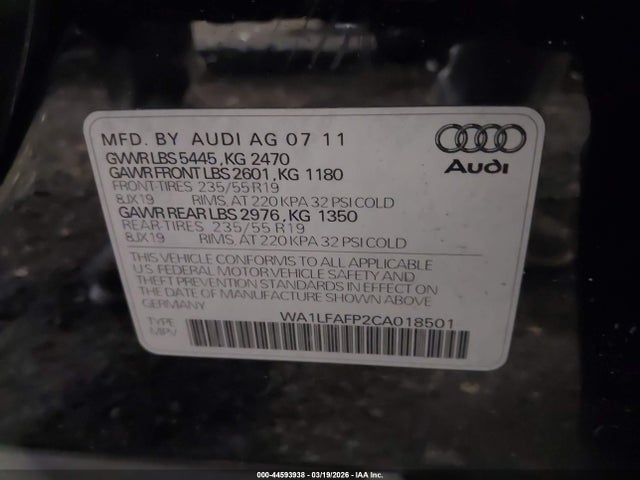 MFD. BY AUDI AG 07 11
GVWR LBS 5445, KG 2470
GAWR FRONT LBS 2601, KG 1180
FRONT-TIRES 235/55 R19
8JX19 RIMS, AT 220 KPA 32 PSI COLD
GAWR REAR LBS 2976, KG 1350
REAR-TIRES 235/55 R19
8JX19 RIMS, AT 220 KPA 32 PSI COLD
Audi
THIS VEHICLE CONFORMS TO ALL APPLICABLE
U.S FEDERAL MOTOR VEHICLE SAFETY AND
THEFT PREVENTION STANDARDS IN EFFECT ON
THE DATE OF MANUFACTURE SHOWN ABOVE.
GERMANY
WA1LFAFP2CA018501
TYPE
MPV
000-44593938 - 03/19/2026 - IAA Inc.